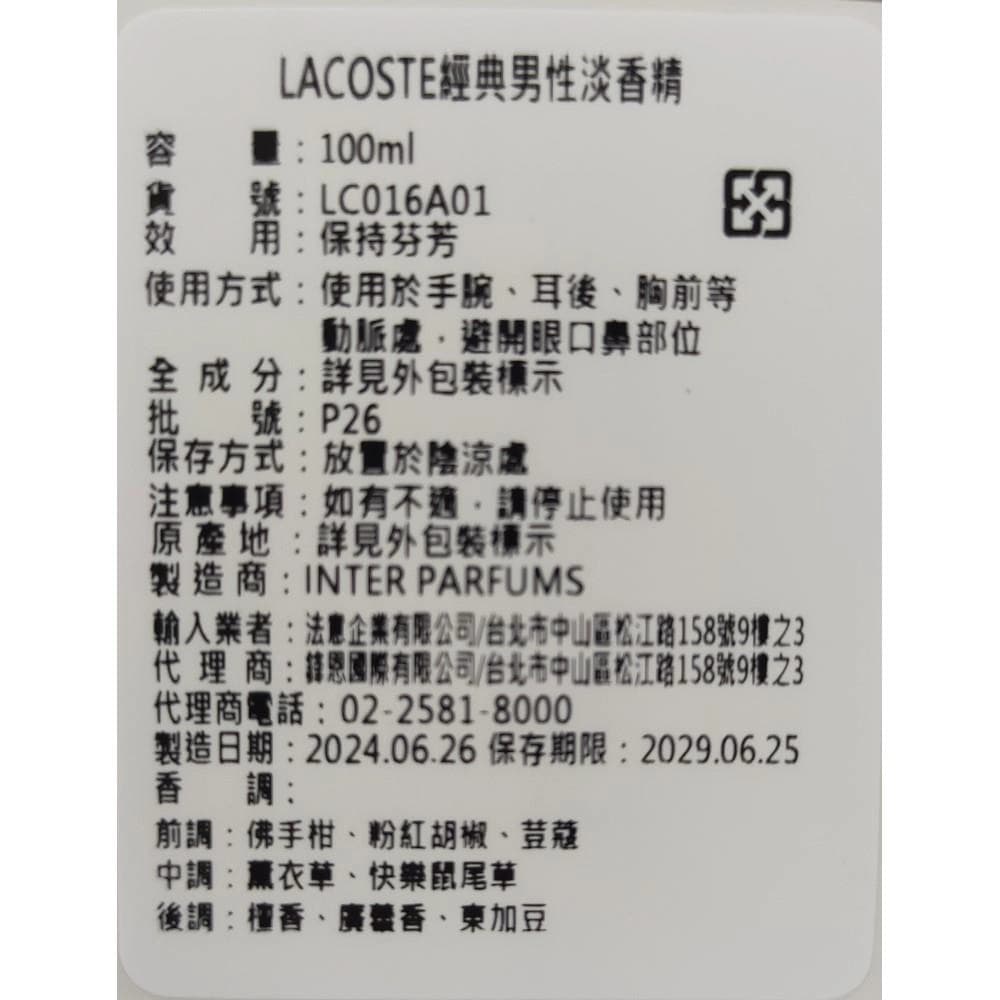 LACOSTE經典男性淡香精
容　　量：100ml
貨　　號：LC016A01
效　　用：保持芬芳
使用方式：使用於手腕、耳後、胸前等
動脈處，避開眼口鼻部位
全 成 分：詳見外包裝標示
批　　號：P26
保存方式：放置於陰涼處
注意事項：如有不適，請停止使用
原 產 地：詳見外包裝標示
製 造 商：INTER PARFUMS
輸入業者：法意企業有限公司/台北市中山區松江路158號9樓之3
代 理 商：鋒恩國際有限公司/台北市中山區松江路158號9樓之3
代理商電話：02-2581-8000
製造日期：2024.06.26 保存期限：2029.06.25
香　　調：
前調：佛手柑、粉紅胡椒、荳蔻
中調：薰衣草、快樂鼠尾草
後調：檀香、廣藿香、東加豆